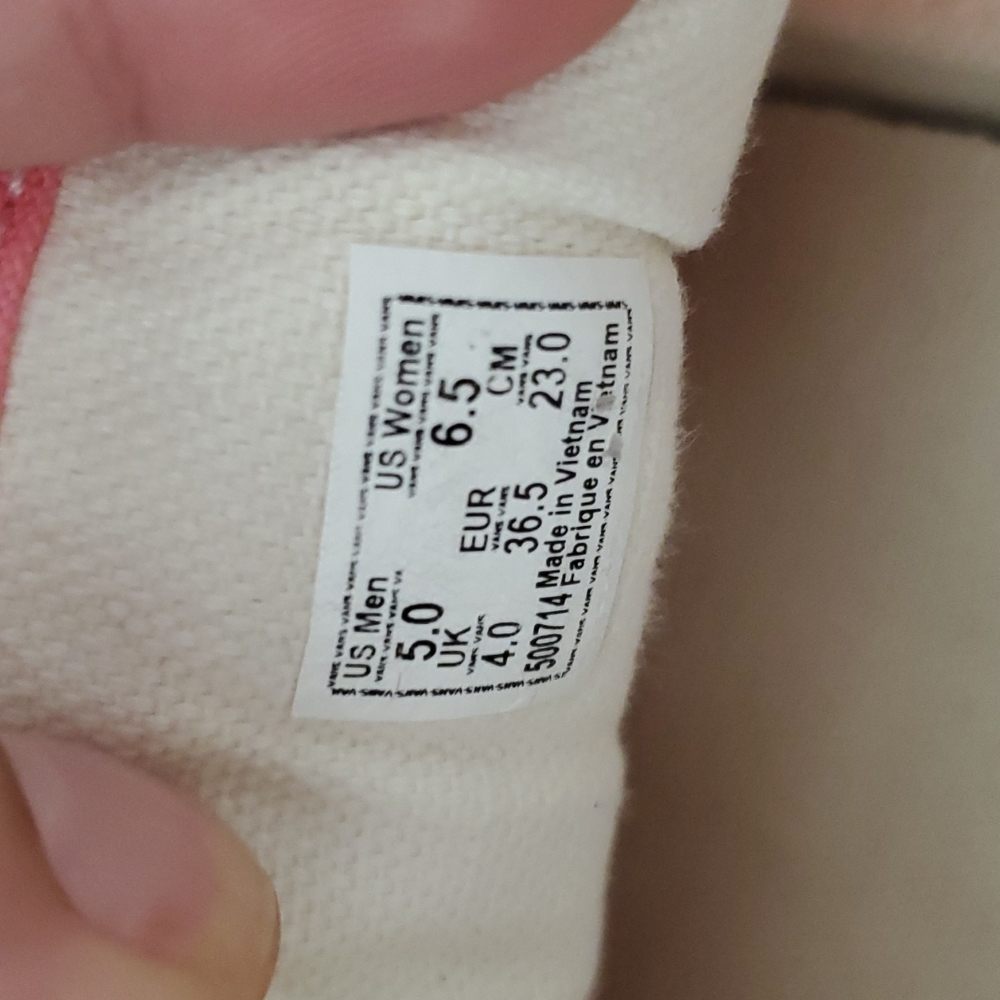 US Men US Women
5.0 6.5
UK EUR CM
4.0 36.5 23.0
500714 Made in Vietnam
Fabrique en Vietnam